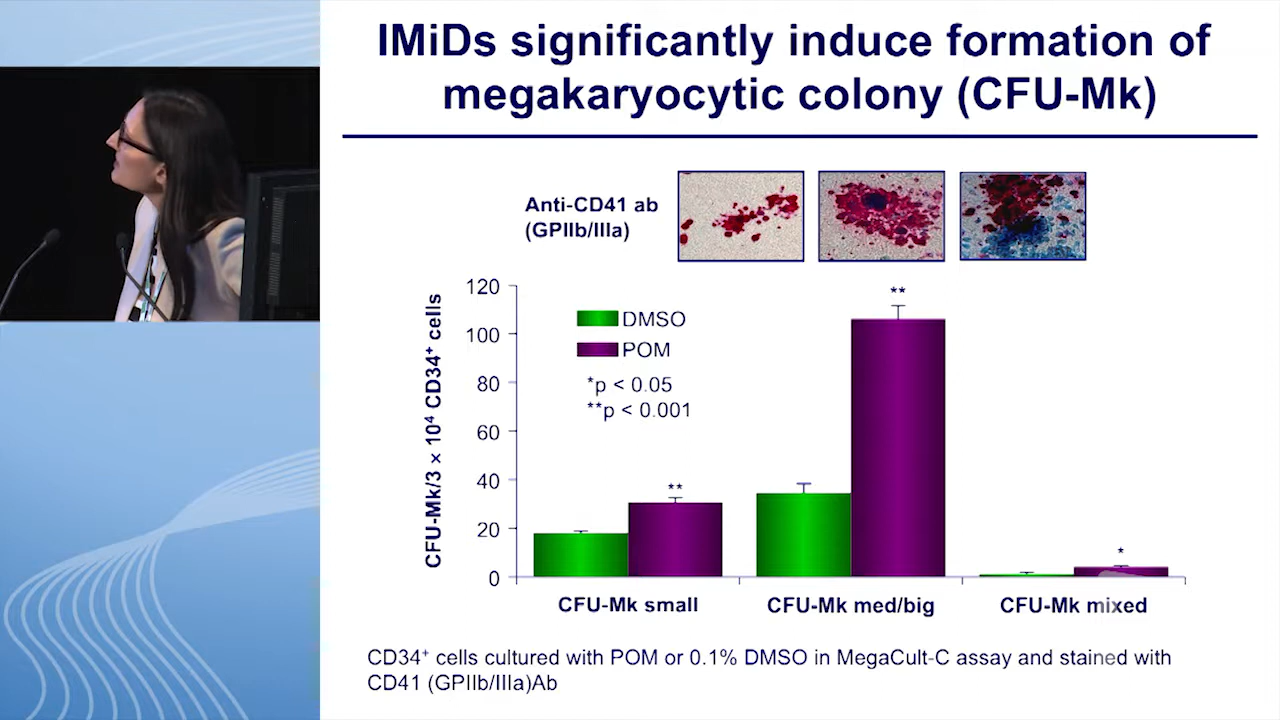 IMiDs significantly induce formation of
megakaryocytic colony (CFU-Mk)
Anti-CD41 ab
(GPIIb/IIIa)
CFU-Mk/3 × 10⁴ CD34⁺ cells
120
100
80
60
40
20
0
DMSO
POM
*p < 0.05
**p < 0.001
**
**
*
CFU-Mk small
CFU-Mk med/big
CFU-Mk mixed
CD34⁺ cells cultured with POM or 0.1% DMSO in MegaCult-C assay and stained with
CD41 (GPIIb/IIIa)Ab